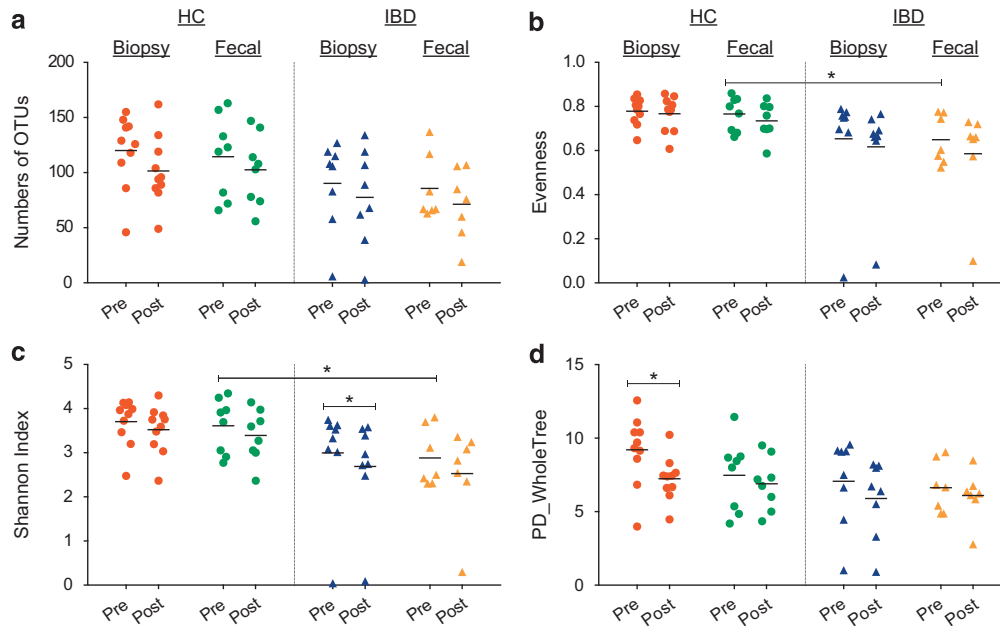 a
HC
IBD
Biopsy
Fecal
Biopsy
Fecal
Numbers of OTUs
200
150
100
50
0
Pre
Post
Pre
Post
Pre
Post
Pre
Post
b
HC
IBD
Biopsy
Fecal
Biopsy
Fecal
Evenness
1.0
0.8
0.6
0.4
0.2
0.0
*
Pre
Post
Pre
Post
Pre
Post
Pre
Post
c
Shannon Index
5
4
3
2
1
0
*
*
Pre
Post
Pre
Post
Pre
Post
Pre
Post
d
PD_WholeTree
15
10
5
0
*
Pre
Post
Pre
Post
Pre
Post
Pre
Post